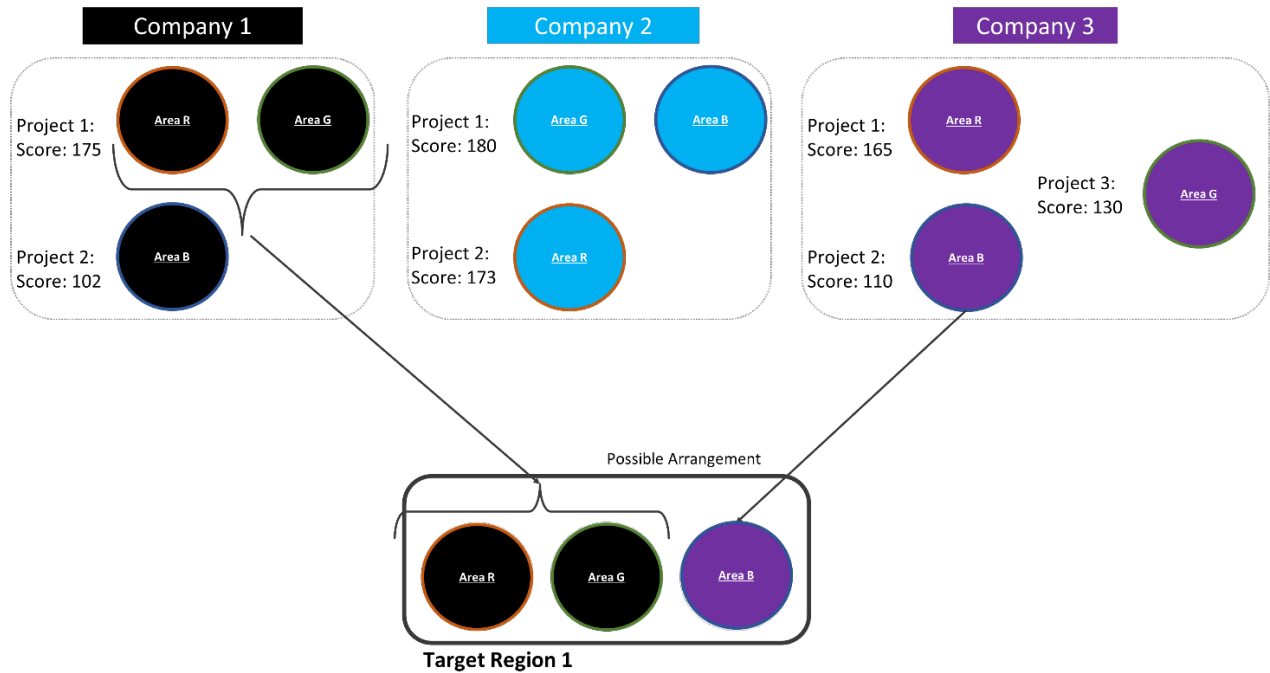 Company 1
Company 2
Company 3
Project 1:
Score: 175
Area R
Area G
Project 2:
Score: 102
Area B
Project 1:
Score: 180
Area G
Area B
Project 2:
Score: 173
Area R
Project 1:
Score: 165
Area R
Project 2:
Score: 110
Area B
Project 3:
Score: 130
Area G
Possible Arrangement
Area R
Area G
Area B
Target Region 1